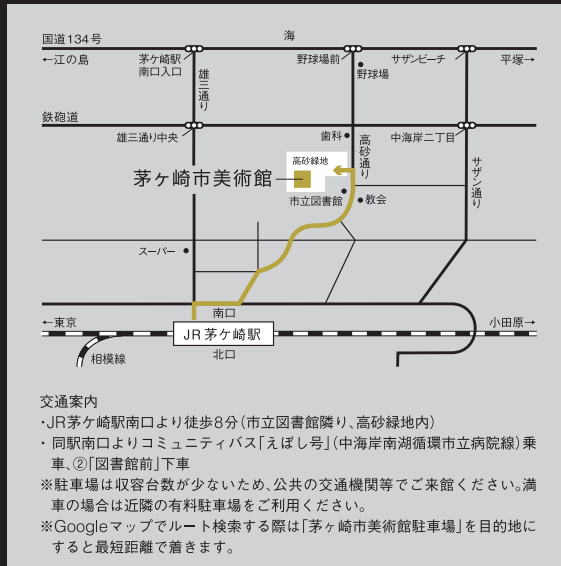 国道134号
海
←江の島
茅ヶ崎駅
南口入口
野球場前
サザンビーチ
平塚→
野球場
雄三通り
鉄砲道
雄三通り中央
歯科
高砂通り
中海岸二丁目
高砂緑地
茅ヶ崎市美術館
サザン通り
市立図書館
教会
スーパー
南口
←東京
JR茅ケ崎駅
小田原→
相模線
北口
交通案内
・JR茅ケ崎駅南口より徒歩8分(市立図書館隣り、高砂緑地内)
・同駅南口よりコミュニティバス「えぼし号」(中海岸南湖循環市立病院線)乗
車、②「図書館前」下車
※駐車場は収容台数が少ないため、公共の交通機関等でご来館ください。満
車の場合は近隣の有料駐車場をご利用ください。
※Googleマップでルート検索する際は「茅ヶ崎市美術館駐車場」を目的地に
すると最短距離で着きます。